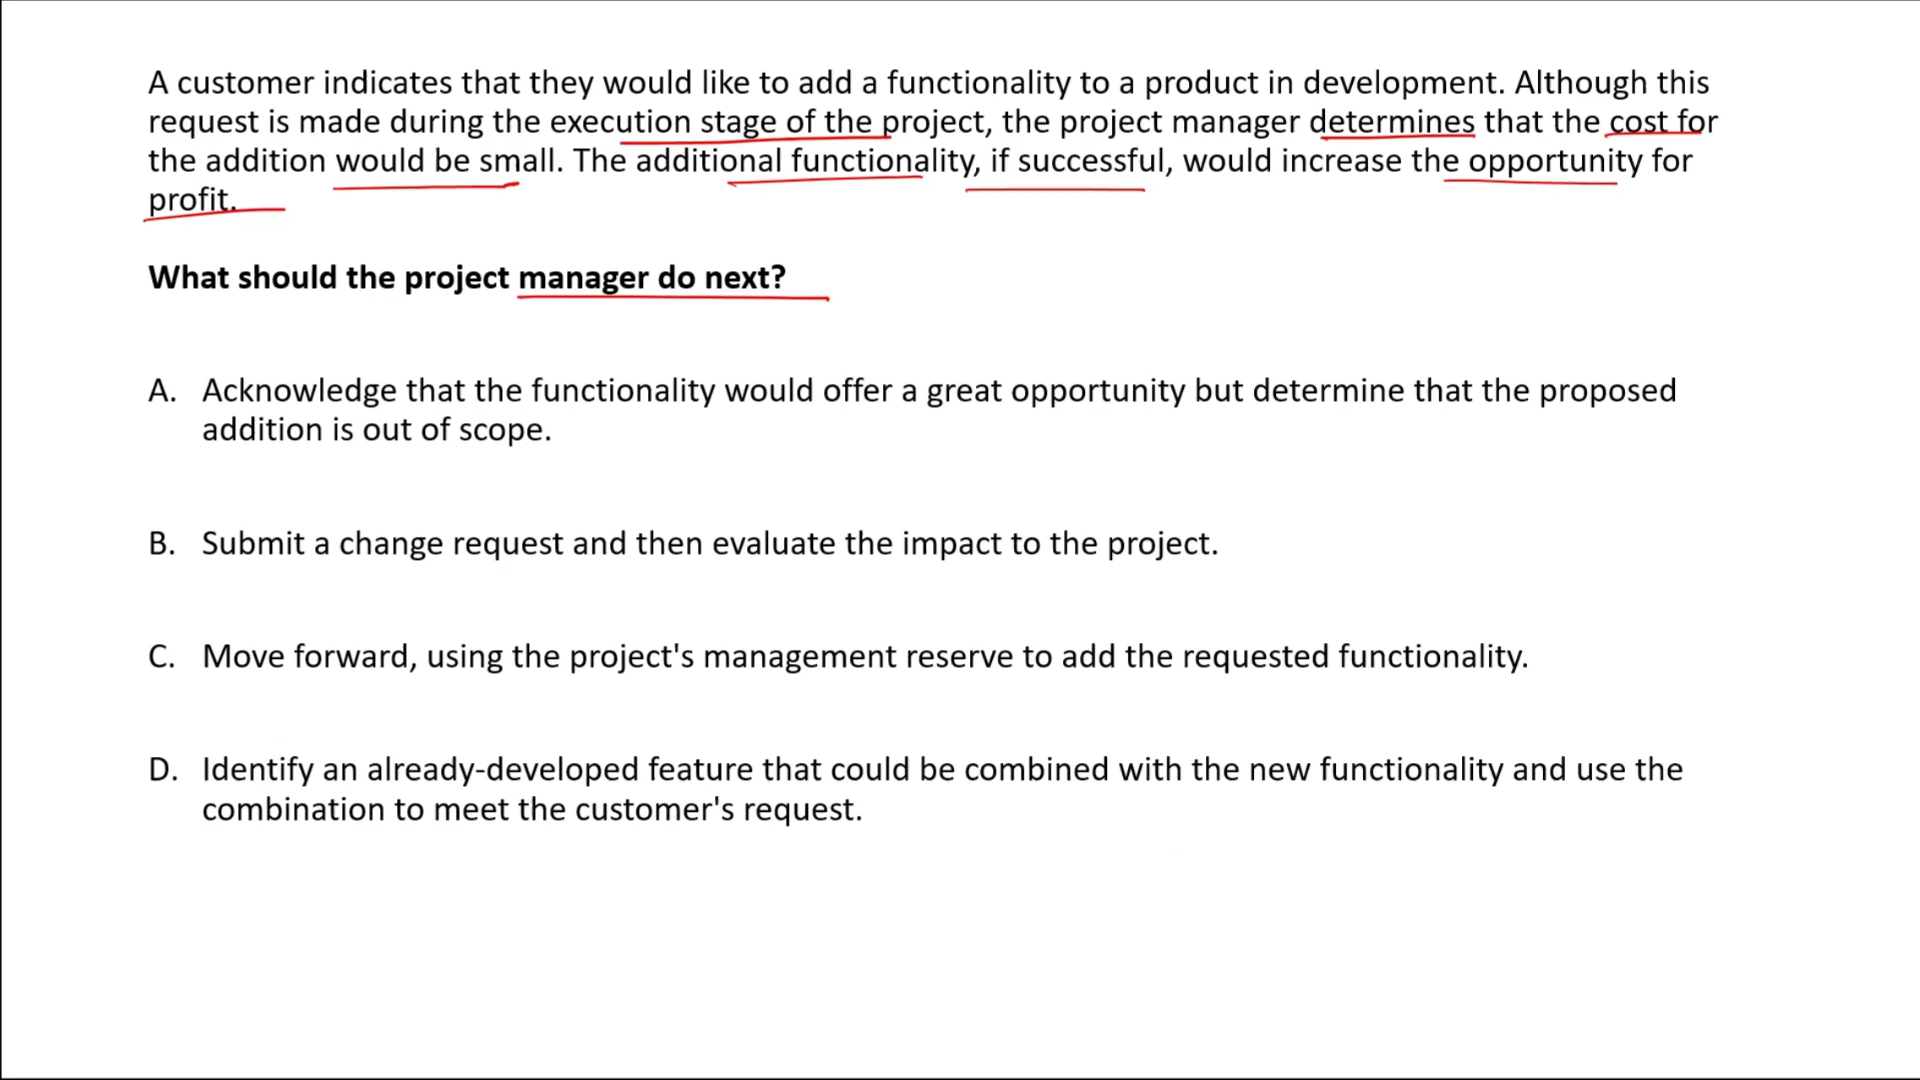 A customer indicates that they would like to add a functionality to a product in development. Although this
request is made during the execution stage of the project, the project manager determines that the cost for
the addition would be small. The additional functionality, if successful, would increase the opportunity for
profit.
What should the project manager do next?
A. Acknowledge that the functionality would offer a great opportunity but determine that the proposed
addition is out of scope.
B. Submit a change request and then evaluate the impact to the project.
C. Move forward, using the project's management reserve to add the requested functionality.
D. Identify an already-developed feature that could be combined with the new functionality and use the
combination to meet the customer's request.